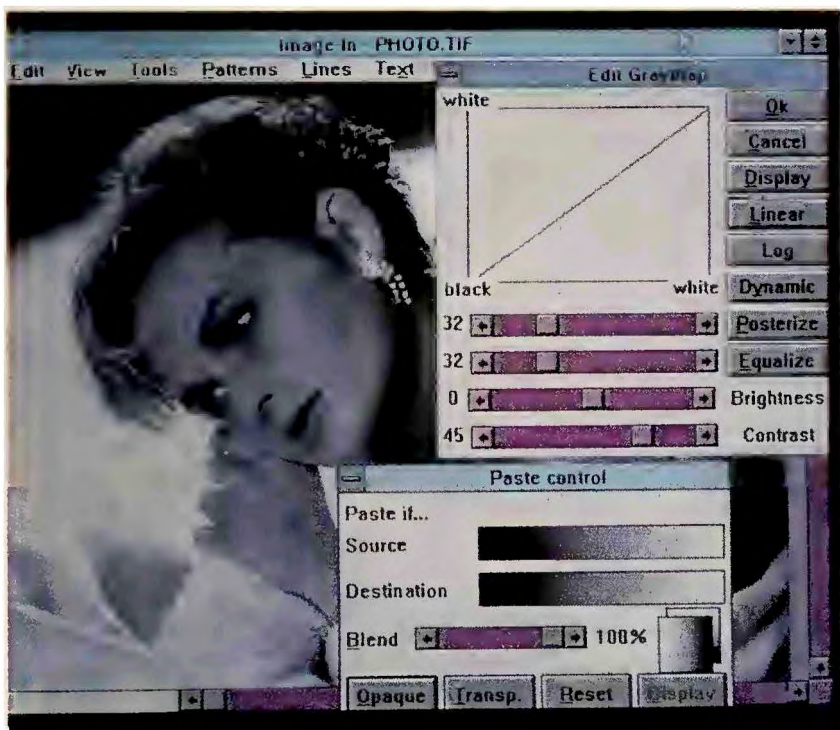 Image-In - PHOTO.TIF
Edit View Tools Patterns Lines Text
Edit Graymap
white
Ok
Cancel
Display
Linear
Log
black white
Dynamic
32
Posterize
32
Equalize
0 Brightness
45 Contrast
Paste control
Paste if...
Source
Destination
Blend 100%
Opaque Transp. Reset Display